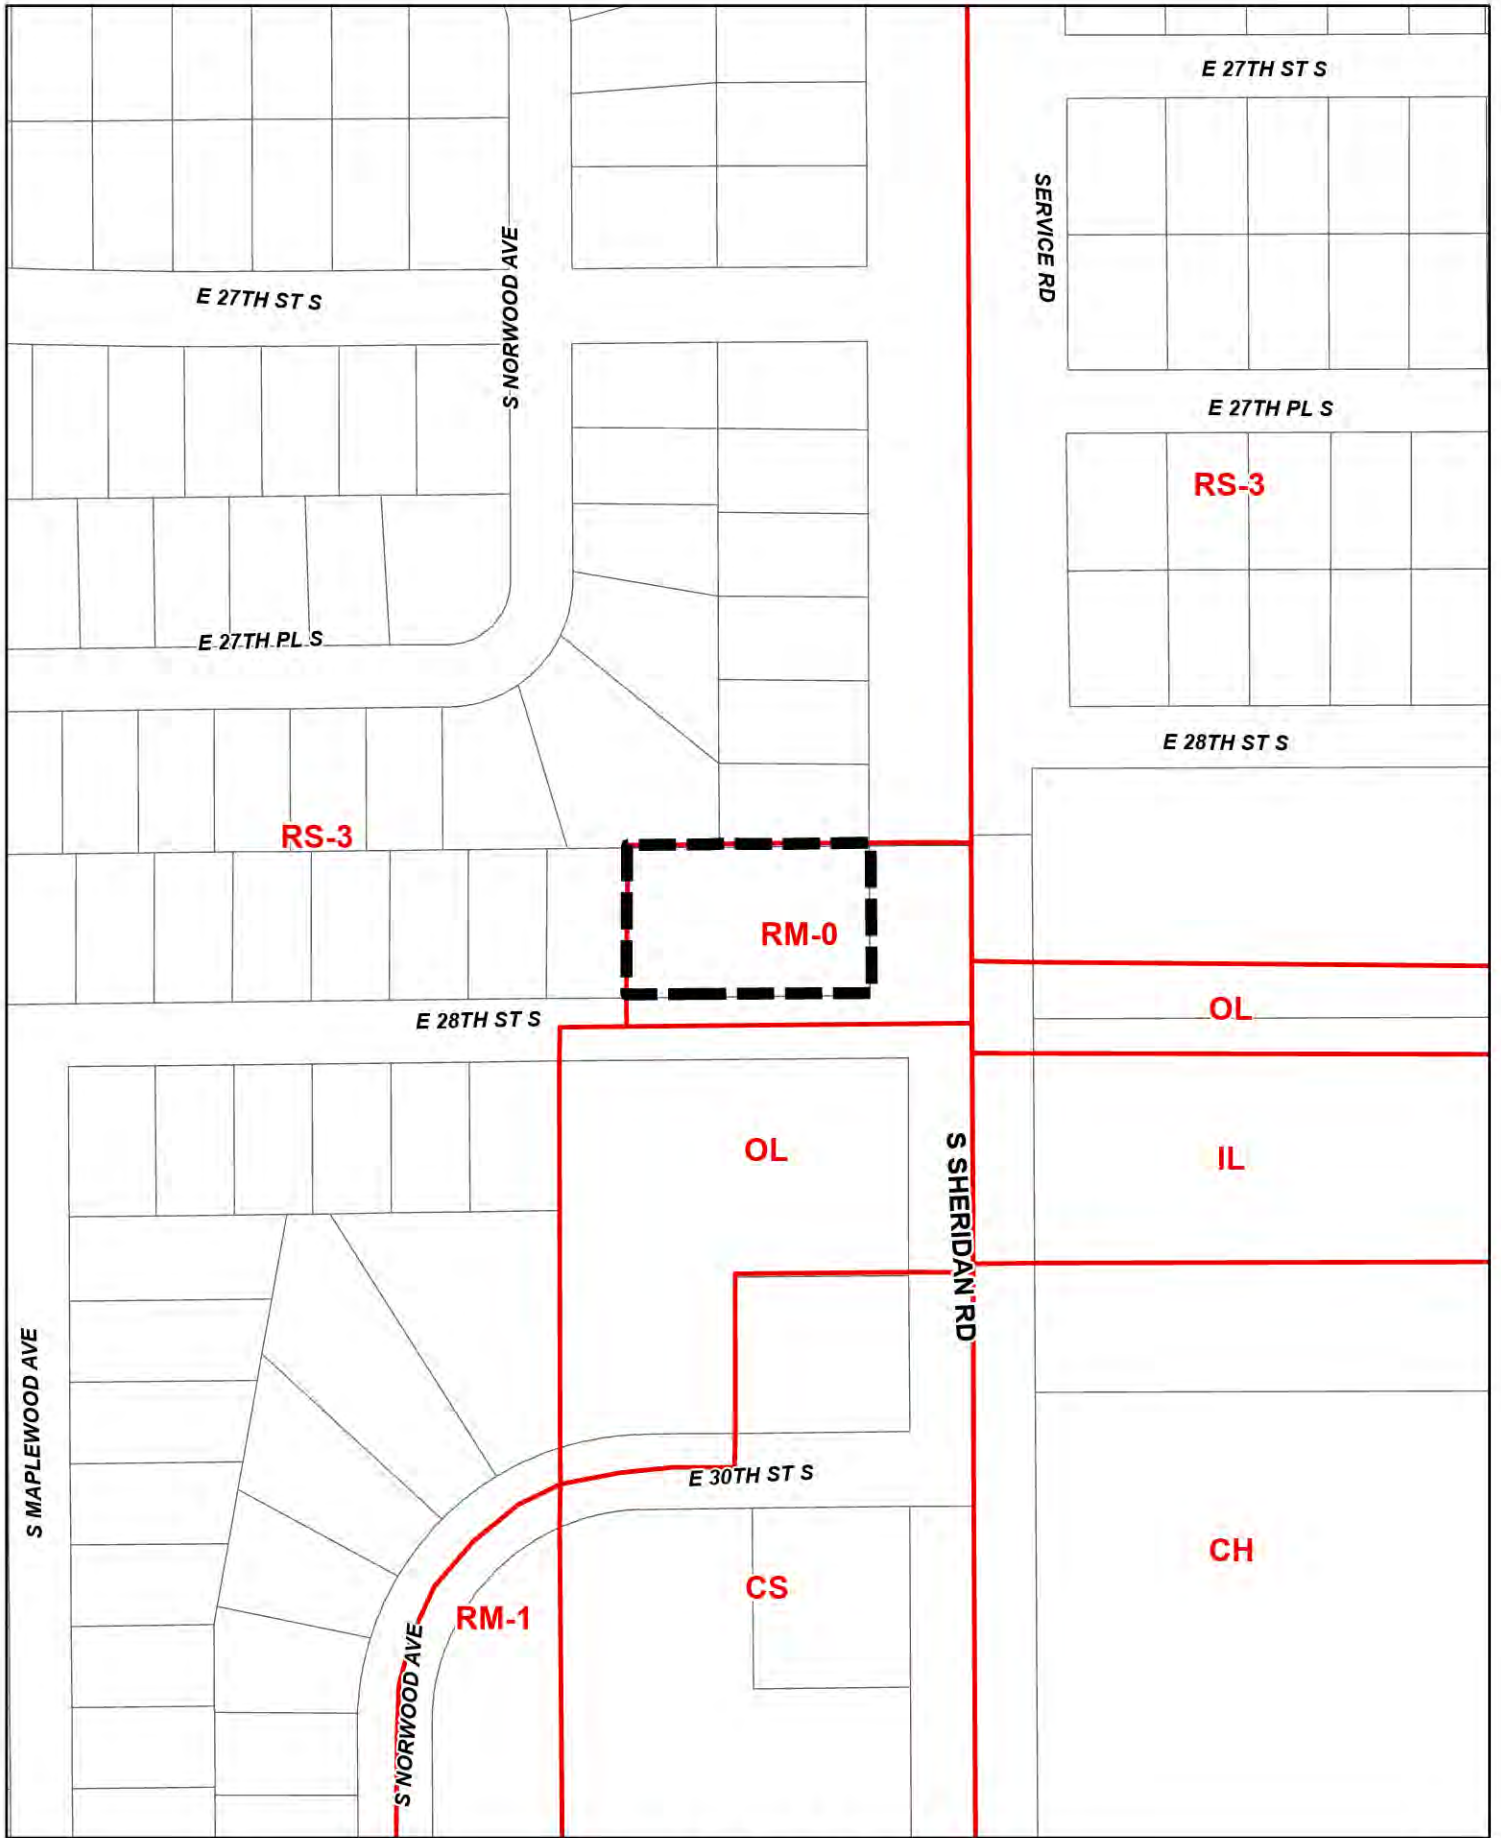 E 27TH ST S
SERVICE RD
S NORWOOD AVE
E 27TH ST S
E 27TH PL S
RS-3
E 27TH PL S
E 28TH ST S
RS-3
RM-0
OL
E 28TH ST S
OL
IL
S SHERIDAN RD
S MAPLEWOOD AVE
E 30TH ST S
CH
CS
RM-1
S NORWOOD AVE